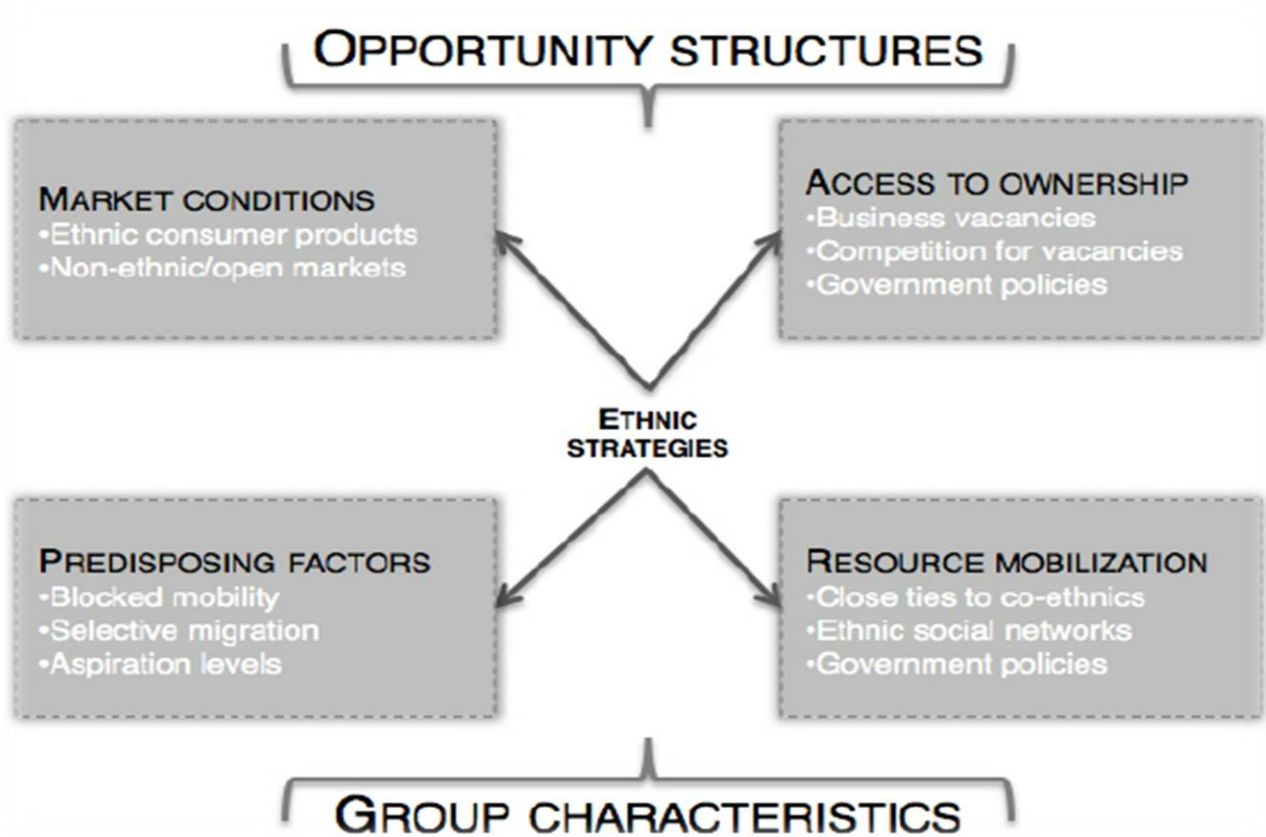 OPPORTUNITY STRUCTURES
MARKET CONDITIONS
•Ethnic consumer products
•Non-ethnic/open markets
ACCESS TO OWNERSHIP
•Business vacancies
•Competition for vacancies
•Government policies
ETHNIC
STRATEGIES
PREDISPOSING FACTORS
•Blocked mobility
•Selective migration
•Aspiration levels
RESOURCE MOBILIZATION
•Close ties to co-ethnics
•Ethnic social networks
•Government policies
GROUP CHARACTERISTICS